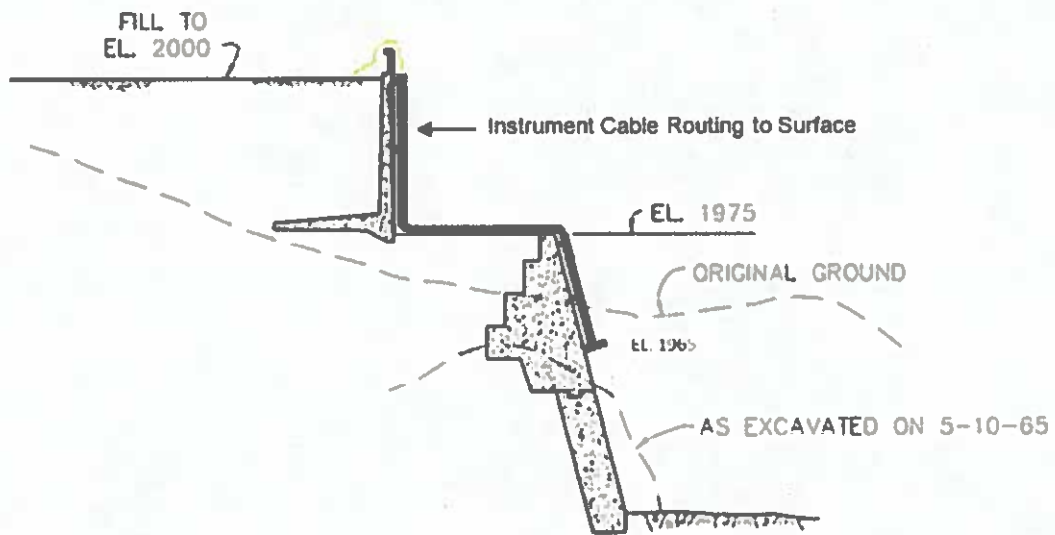 FILL TO
EL. 2000
Instrument Cable Routing to Surface
EL. 1975
ORIGINAL GROUND
EL. 1965
AS EXCAVATED ON 5-10-65